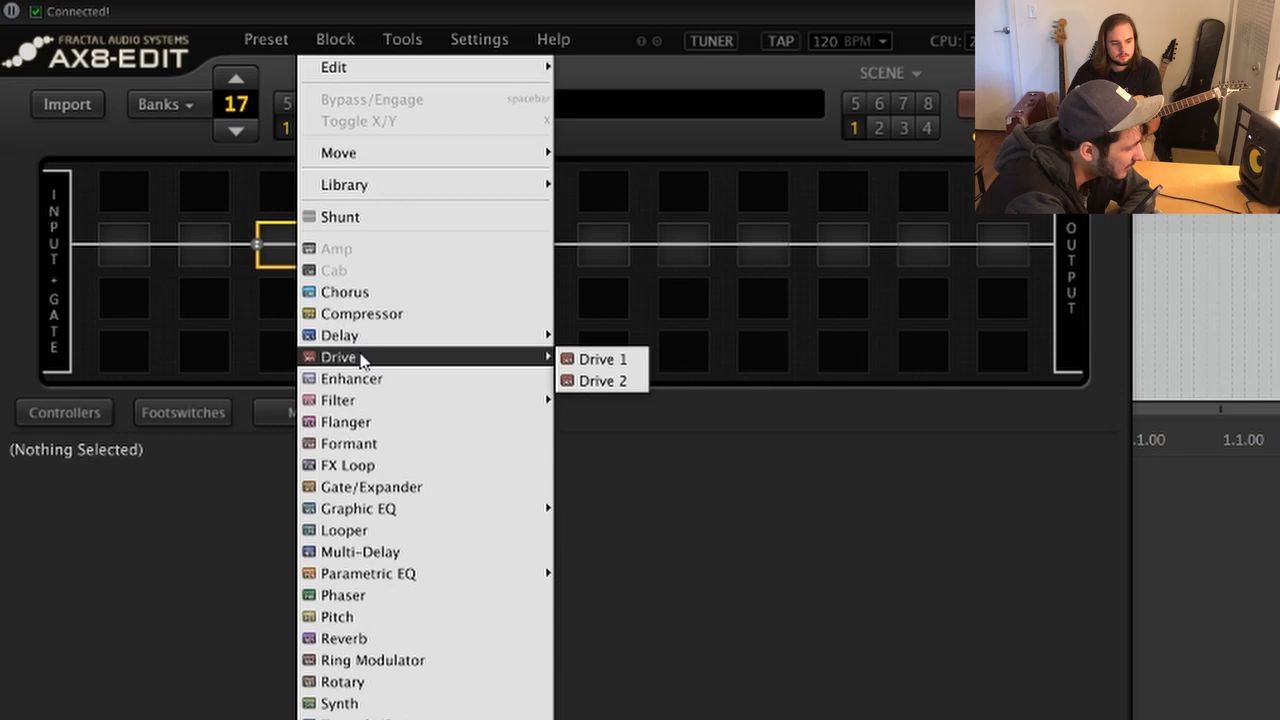 Connected!
FRACTAL AUDIO SYSTEMS
AX8-EDIT
Preset
Block
Tools
Settings
Help
TUNER
TAP
120 BPM
CPU:
SCENE
Import
Banks
17
5
5 6 7 8
1
1 2 3 4
Edit
Bypass/Engage
Toggle X/Y
x
Move
Library
Shunt
Amp
Cab
Chorus
Compressor
Delay
Drive
Drive 1
Drive 2
Enhancer
Filter
Flanger
Formant
FX Loop
Gate/Expander
Graphic EQ
Looper
Multi-Delay
Parametric EQ
Phaser
Pitch
Reverb
Ring Modulator
Rotary
Synth
INPUT + GATE
OUTPUT
Controllers
Footswitches
M
(Nothing Selected)
.1.00
1.1.00